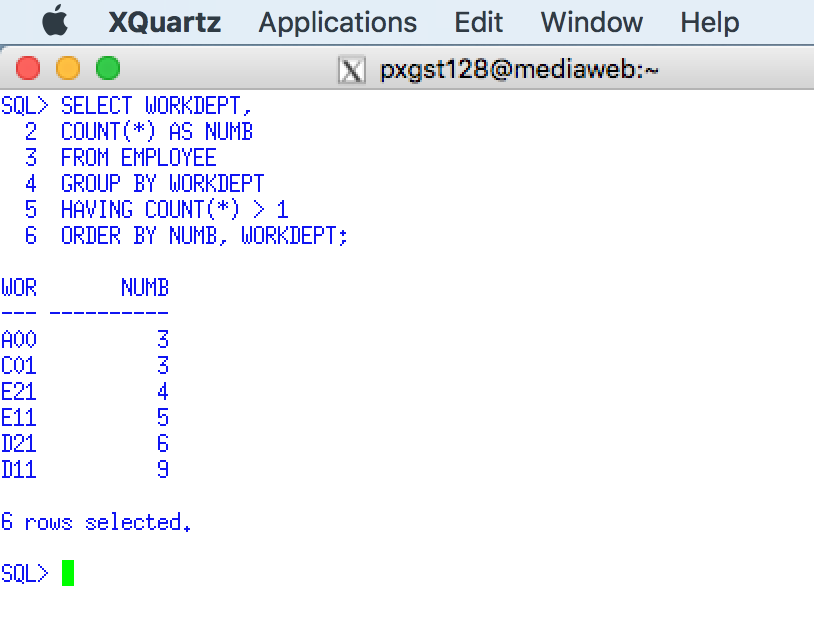 XQuartz Applications Edit Window Help
X pxgst128@mediaweb:~
SQL> SELECT WORKDEPT,
  2  COUNT(*) AS NUMB
  3  FROM EMPLOYEE
  4  GROUP BY WORKDEPT
  5  HAVING COUNT(*) > 1
  6  ORDER BY NUMB, WORKDEPT;
WOR       NUMB
--- ----------
A00          3
C01          3
E21          4
E11          5
D21          6
D11          9
6 rows selected.
SQL>